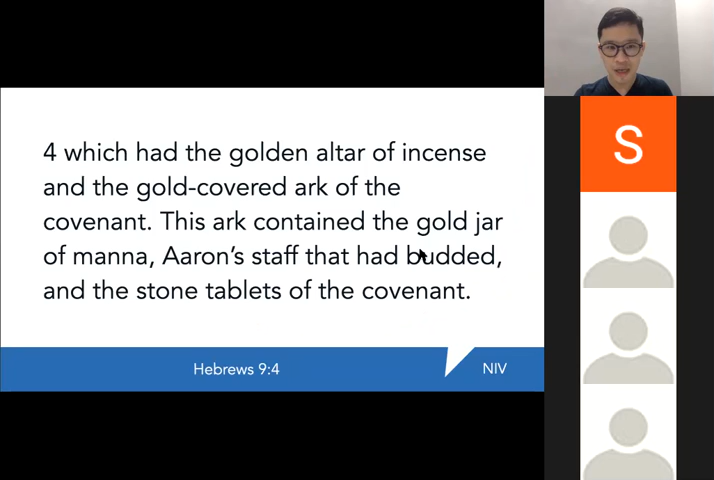 4 which had the golden altar of incense
and the gold-covered ark of the
covenant. This ark contained the gold jar
of manna, Aaron’s staff that had budded,
and the stone tablets of the covenant.
Hebrews 9:4
NIV
S